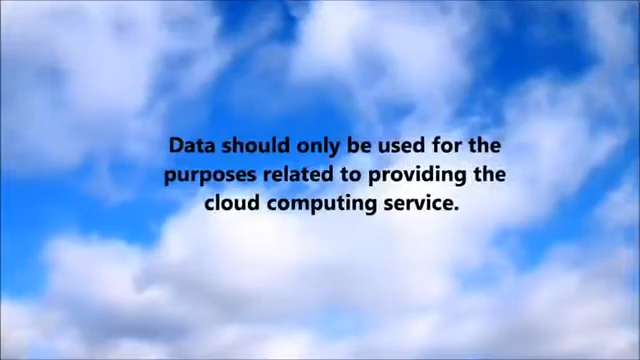 Data should only be used for the
purposes related to providing the
cloud computing service.